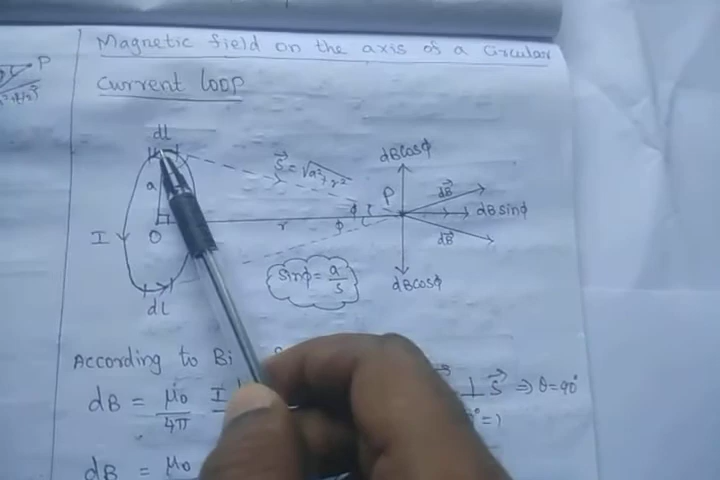 Magnetic field on the axis of a Circular
Current loop
P
dl
dBcosφ
S⃗ = √a²+r²
a
P
dB⃗
φ
I
O
r
φ
dBsinφ
dB⃗
sinφ = a/s
dBcosφ
dl
According to Bi
dB = μ₀/4π I
⊥ S⃗ ⇒ θ=90°
dB = μ₀